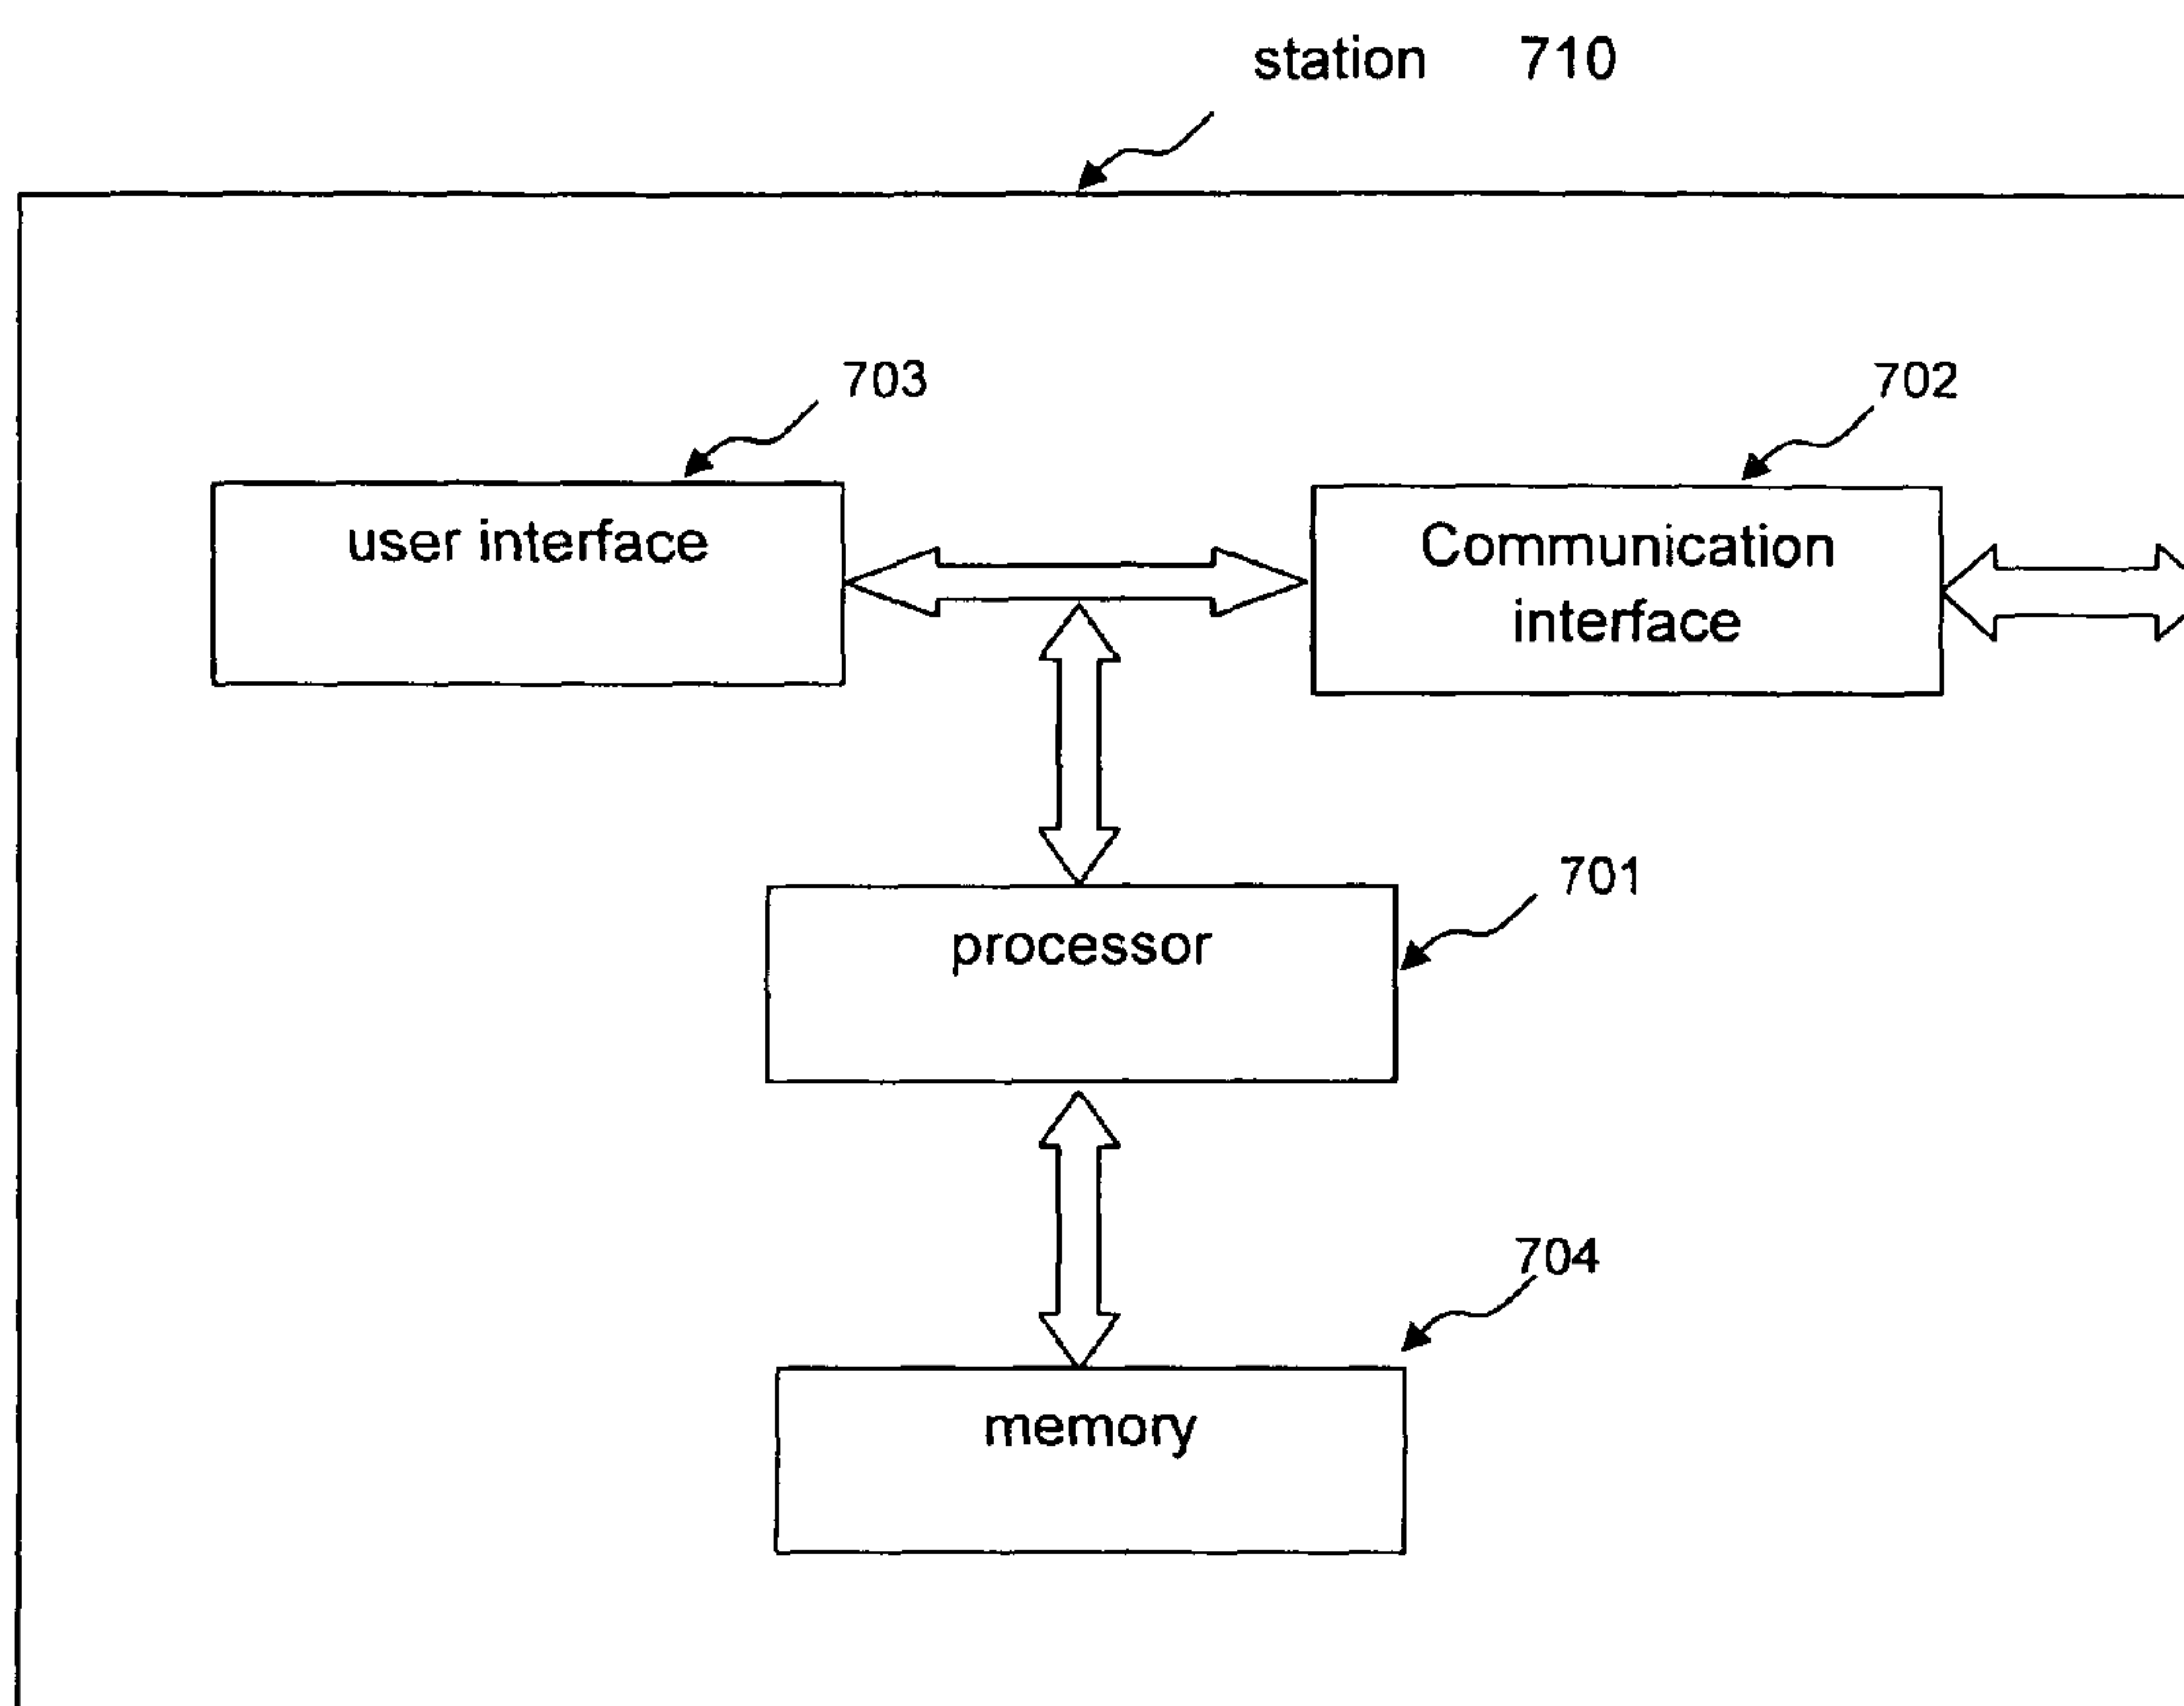 station 710
703
702
user interface
Communication
interface
701
processor
704
memory